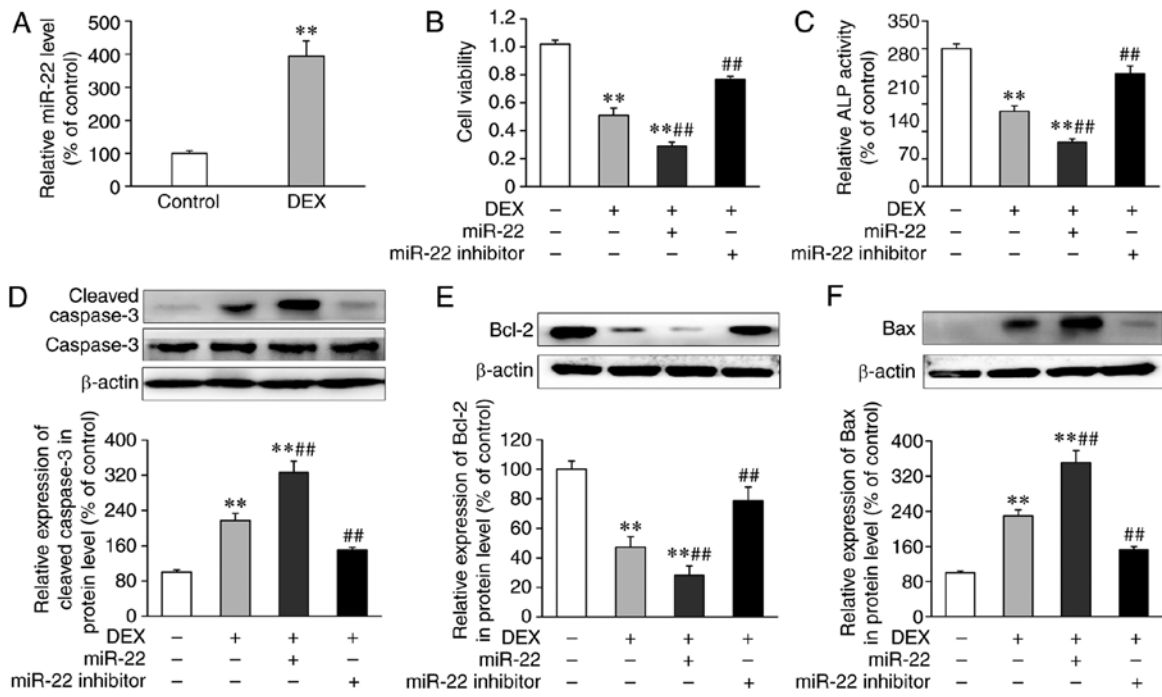 A
Relative miR-22 level
(% of control)
500
400
300
200
100
0
**
Control
DEX
B
Cell viability
1.2
1.0
0.8
0.6
0.4
0.2
0
**
**##
##
DEX − + + +
miR-22 − − + −
miR-22 inhibitor − − − +
C
Relative ALP activity
(% of control)
350
280
210
140
70
0
**
**##
##
DEX − + + +
miR-22 − − + −
miR-22 inhibitor − − − +
D
Cleaved
caspase-3
Caspase-3
β-actin
Relative expression of
cleaved caspase-3 in
protein level (% of control)
400
320
240
160
80
0
**
**##
##
DEX − + + +
miR-22 − − + −
miR-22 inhibitor − − − +
E
Bcl-2
β-actin
Relative expression of Bcl-2
in protein level (% of control)
120
100
80
60
40
20
0
**
**##
##
DEX − + + +
miR-22 − − + −
miR-22 inhibitor − − − +
F
Bax
β-actin
Relative expression of Bax
in protein level (% of control)
400
320
240
160
80
0
**
**##
##
DEX − + + +
miR-22 − − + −
miR-22 inhibitor − − − +